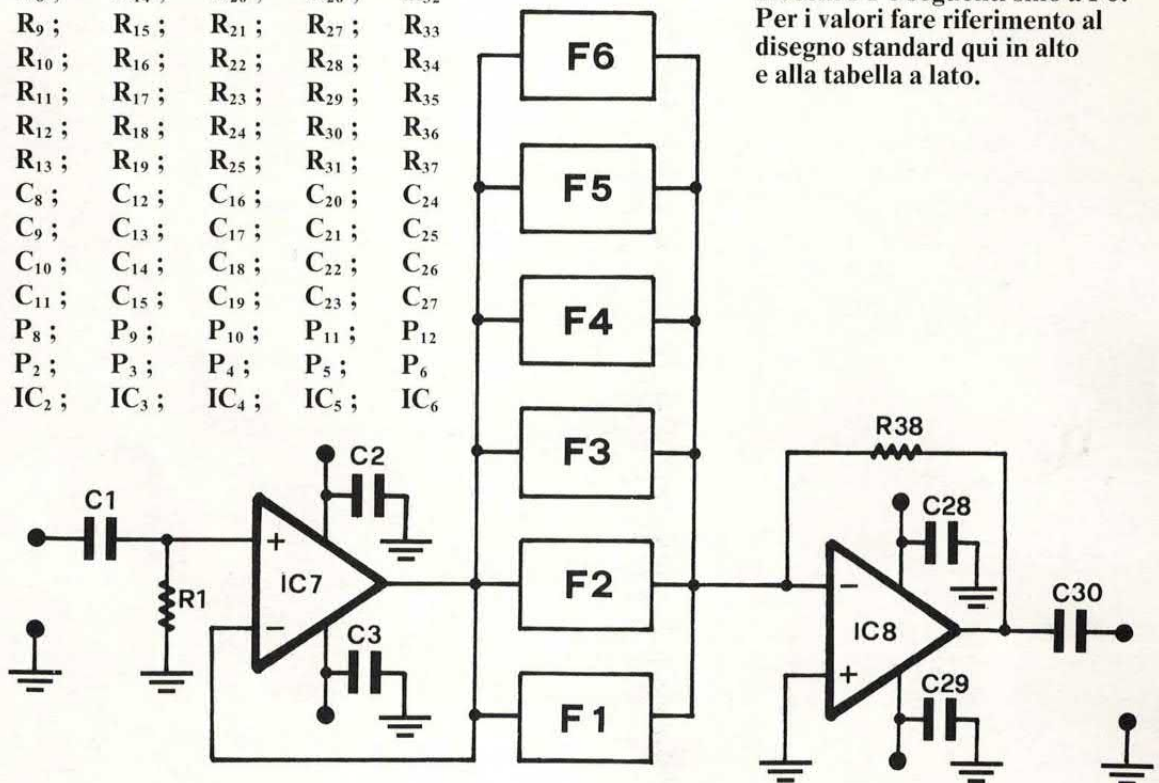 R₉ ; R₁₅ ; R₂₁ ; R₂₇ ; R₃₃
R₁₀ ; R₁₆ ; R₂₂ ; R₂₈ ; R₃₄
R₁₁ ; R₁₇ ; R₂₃ ; R₂₉ ; R₃₅
R₁₂ ; R₁₈ ; R₂₄ ; R₃₀ ; R₃₆
R₁₃ ; R₁₉ ; R₂₅ ; R₃₁ ; R₃₇
C₈ ; C₁₂ ; C₁₆ ; C₂₀ ; C₂₄
C₉ ; C₁₃ ; C₁₇ ; C₂₁ ; C₂₅
C₁₀ ; C₁₄ ; C₁₈ ; C₂₂ ; C₂₆
C₁₁ ; C₁₅ ; C₁₉ ; C₂₃ ; C₂₇
P₈ ; P₉ ; P₁₀ ; P₁₁ ; P₁₂
P₂ ; P₃ ; P₄ ; P₅ ; P₆
IC₂ ; IC₃ ; IC₄ ; IC₅ ; IC₆
Per i valori fare riferimento al
disegno standard qui in alto
e alla tabella a lato.
F6
F5
F4
F3
F2
F1
C1
R1
+
IC7
−
C2
C3
R38
−
IC8
+
C28
C29
C30